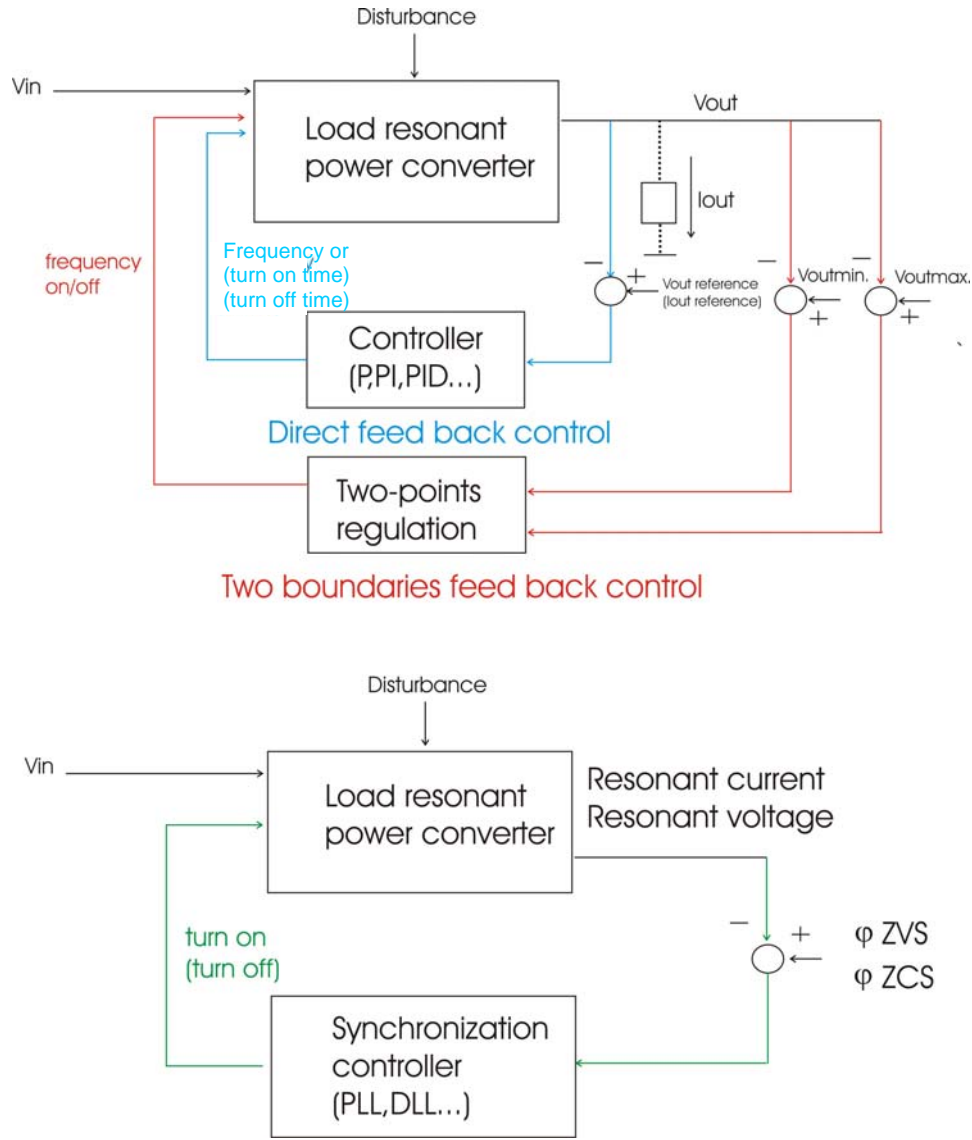 Disturbance
Vin
Load resonant
power converter
Vout
Iout
frequency
on/off
Frequency or
(turn on time)
(turn off time)
−
+
Vout reference
(Iout reference)
−
Voutmin.
+
−
Voutmax.
+
Controller
(P,PI,PID...)
Direct feed back control
Two-points
regulation
Two boundaries feed back control
Disturbance
Vin
Load resonant
power converter
Resonant current
Resonant voltage
turn on
(turn off)
−
+
φ ZVS
φ ZCS
Synchronization
controller
(PLL,DLL...)